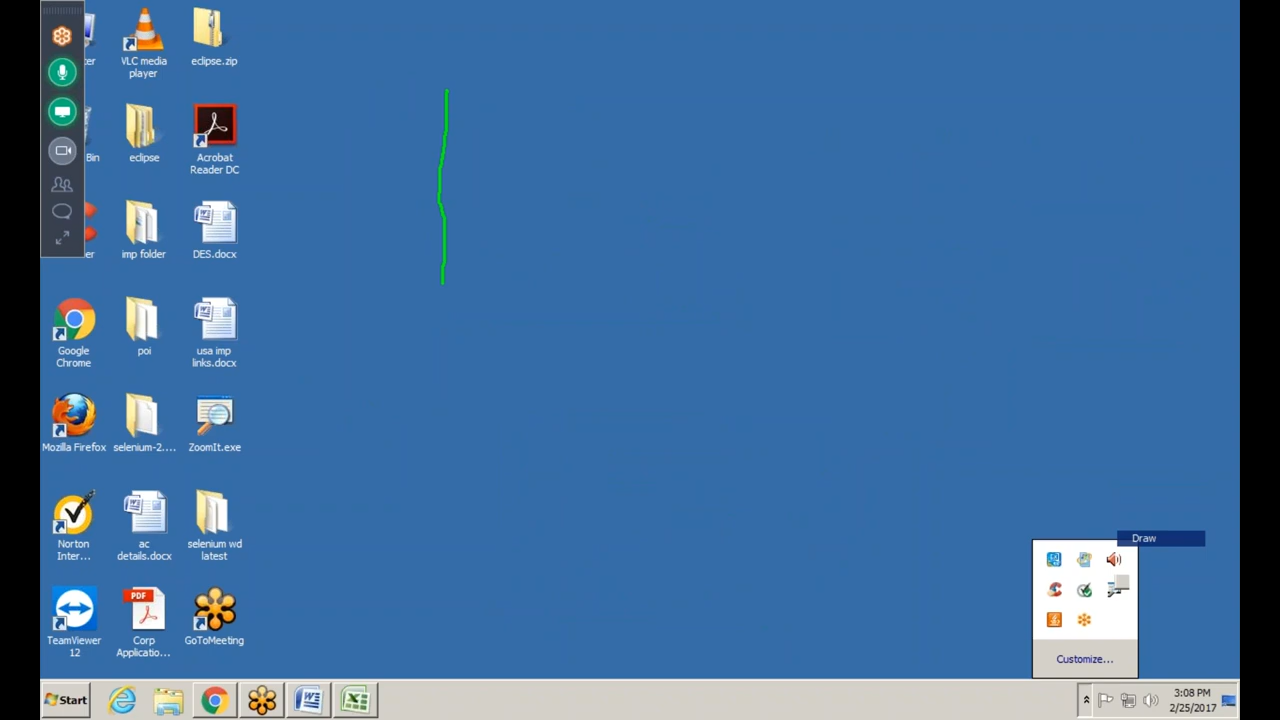 VLC media
player
eclipse.zip
Bin
eclipse
Acrobat
Reader DC
imp folder
DES.docx
Google
Chrome
poi
usa imp
links.docx
Mozilla Firefox
selenium-2....
ZoomIt.exe
Norton
Inter...
ac
details.docx
selenium wd
latest
TeamViewer
12
PDF
Corp
Applicatio...
GoToMeeting
Draw
Customize...
Start
3:08 PM
2/25/2017